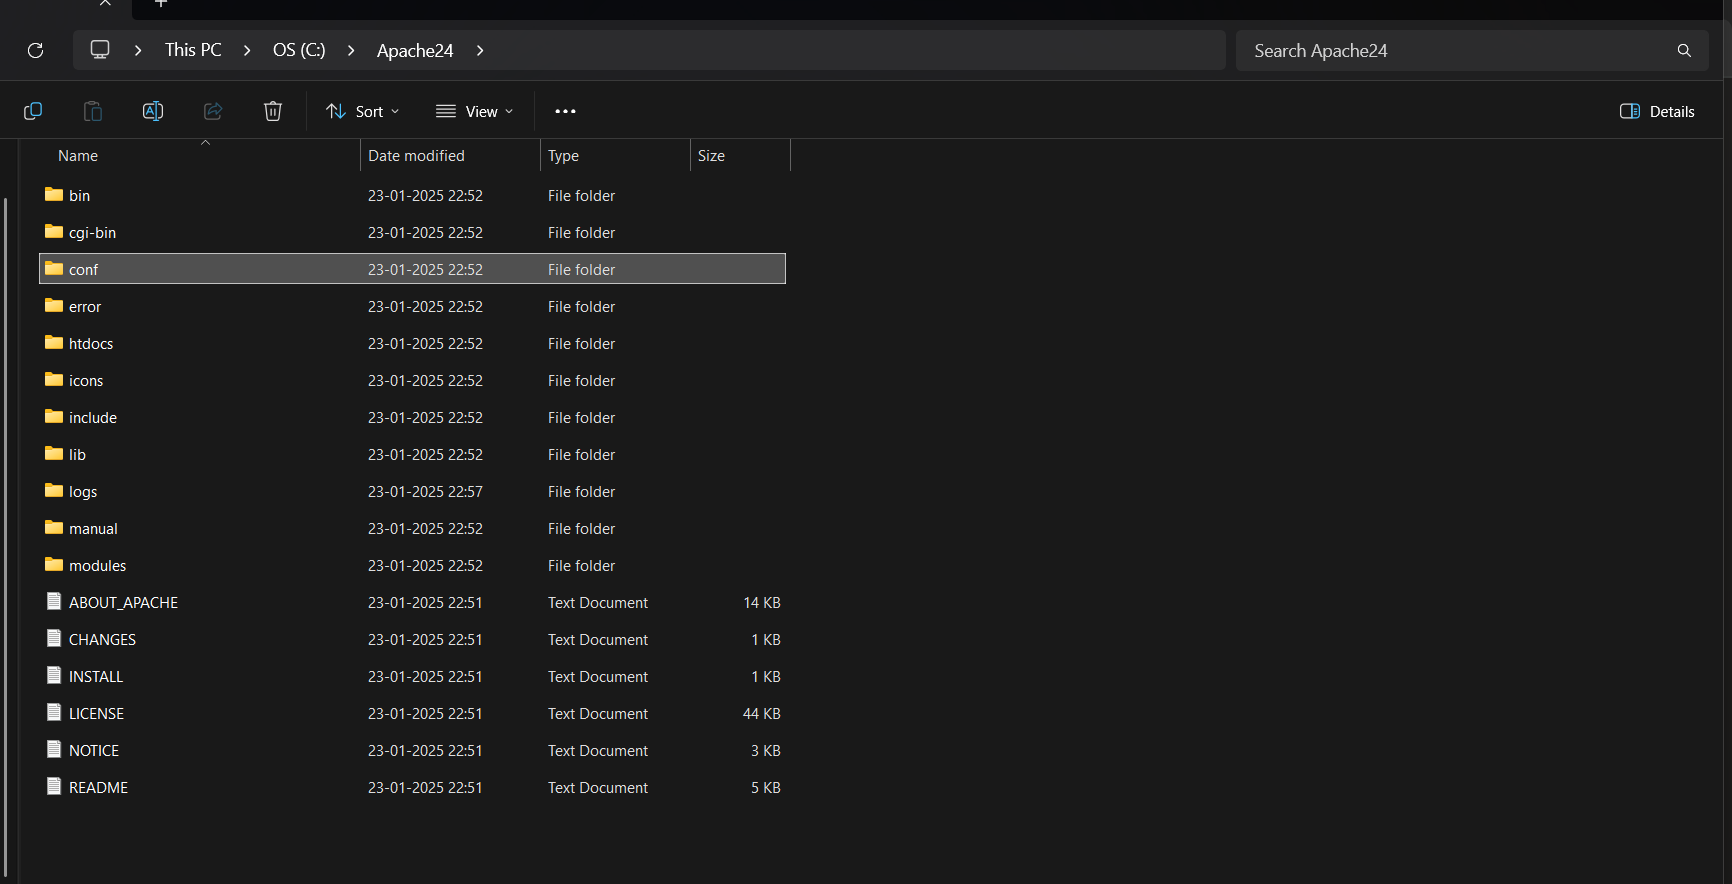 This PC OS (C:) Apache24 Search Apache24
Sort View Details
Name Date modified Type Size
bin 23-01-2025 22:52 File folder
cgi-bin 23-01-2025 22:52 File folder
conf 23-01-2025 22:52 File folder
error 23-01-2025 22:52 File folder
htdocs 23-01-2025 22:52 File folder
icons 23-01-2025 22:52 File folder
include 23-01-2025 22:52 File folder
lib 23-01-2025 22:52 File folder
logs 23-01-2025 22:57 File folder
manual 23-01-2025 22:52 File folder
modules 23-01-2025 22:52 File folder
ABOUT_APACHE 23-01-2025 22:51 Text Document 14 KB
CHANGES 23-01-2025 22:51 Text Document 1 KB
INSTALL 23-01-2025 22:51 Text Document 1 KB
LICENSE 23-01-2025 22:51 Text Document 44 KB
NOTICE 23-01-2025 22:51 Text Document 3 KB
README 23-01-2025 22:51 Text Document 5 KB